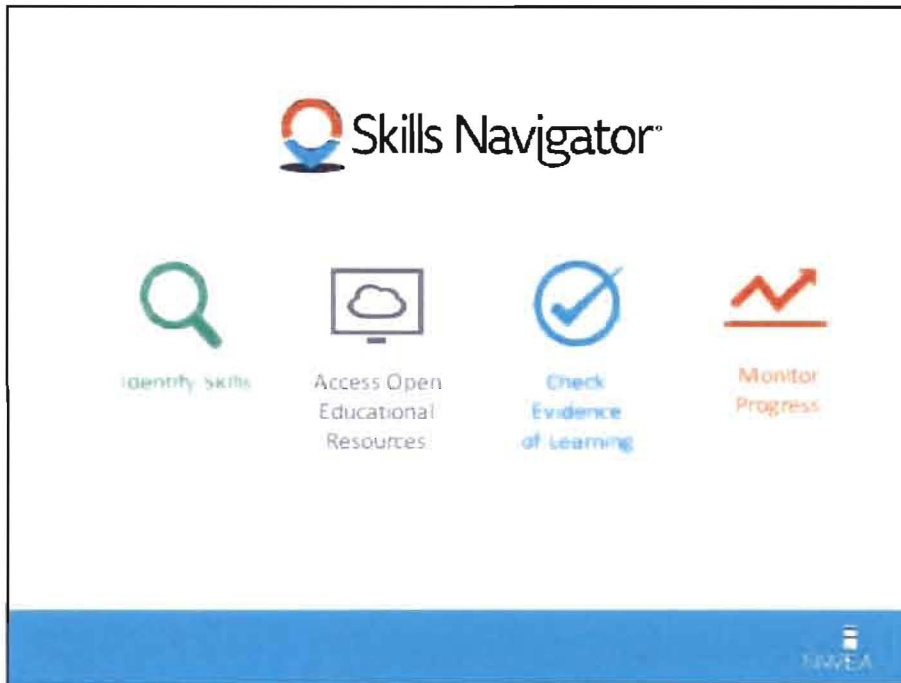 Skills Navigator®
Identify Skills
Access Open
Educational
Resources
Check
Evidence
of Learning
Monitor
Progress
NWEA